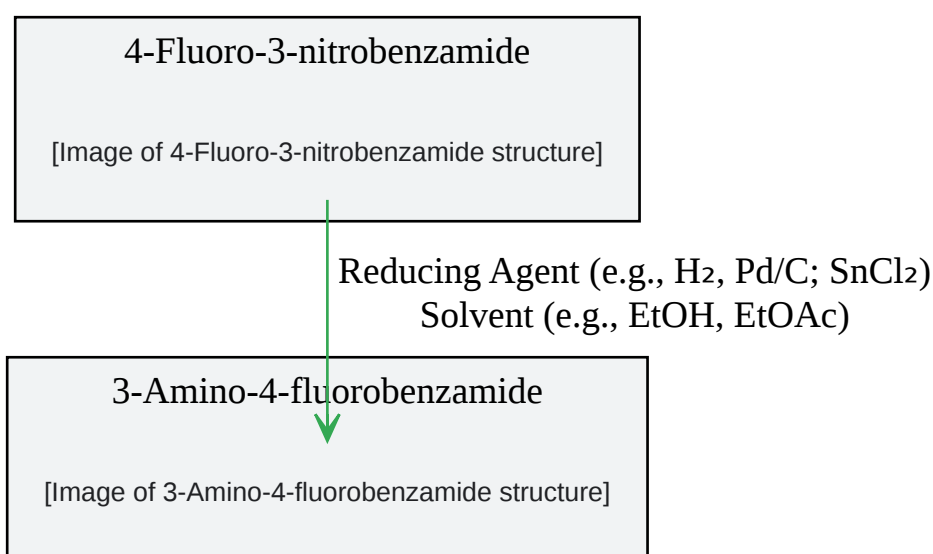 4-Fluoro-3-nitrobenzamide
[Image of 4-Fluoro-3-nitrobenzamide structure]
Reducing Agent (e.g., H₂, Pd/C; SnCl₂)
Solvent (e.g., EtOH, EtOAc)
3-Amino-4-fluorobenzamide
[Image of 3-Amino-4-fluorobenzamide structure]